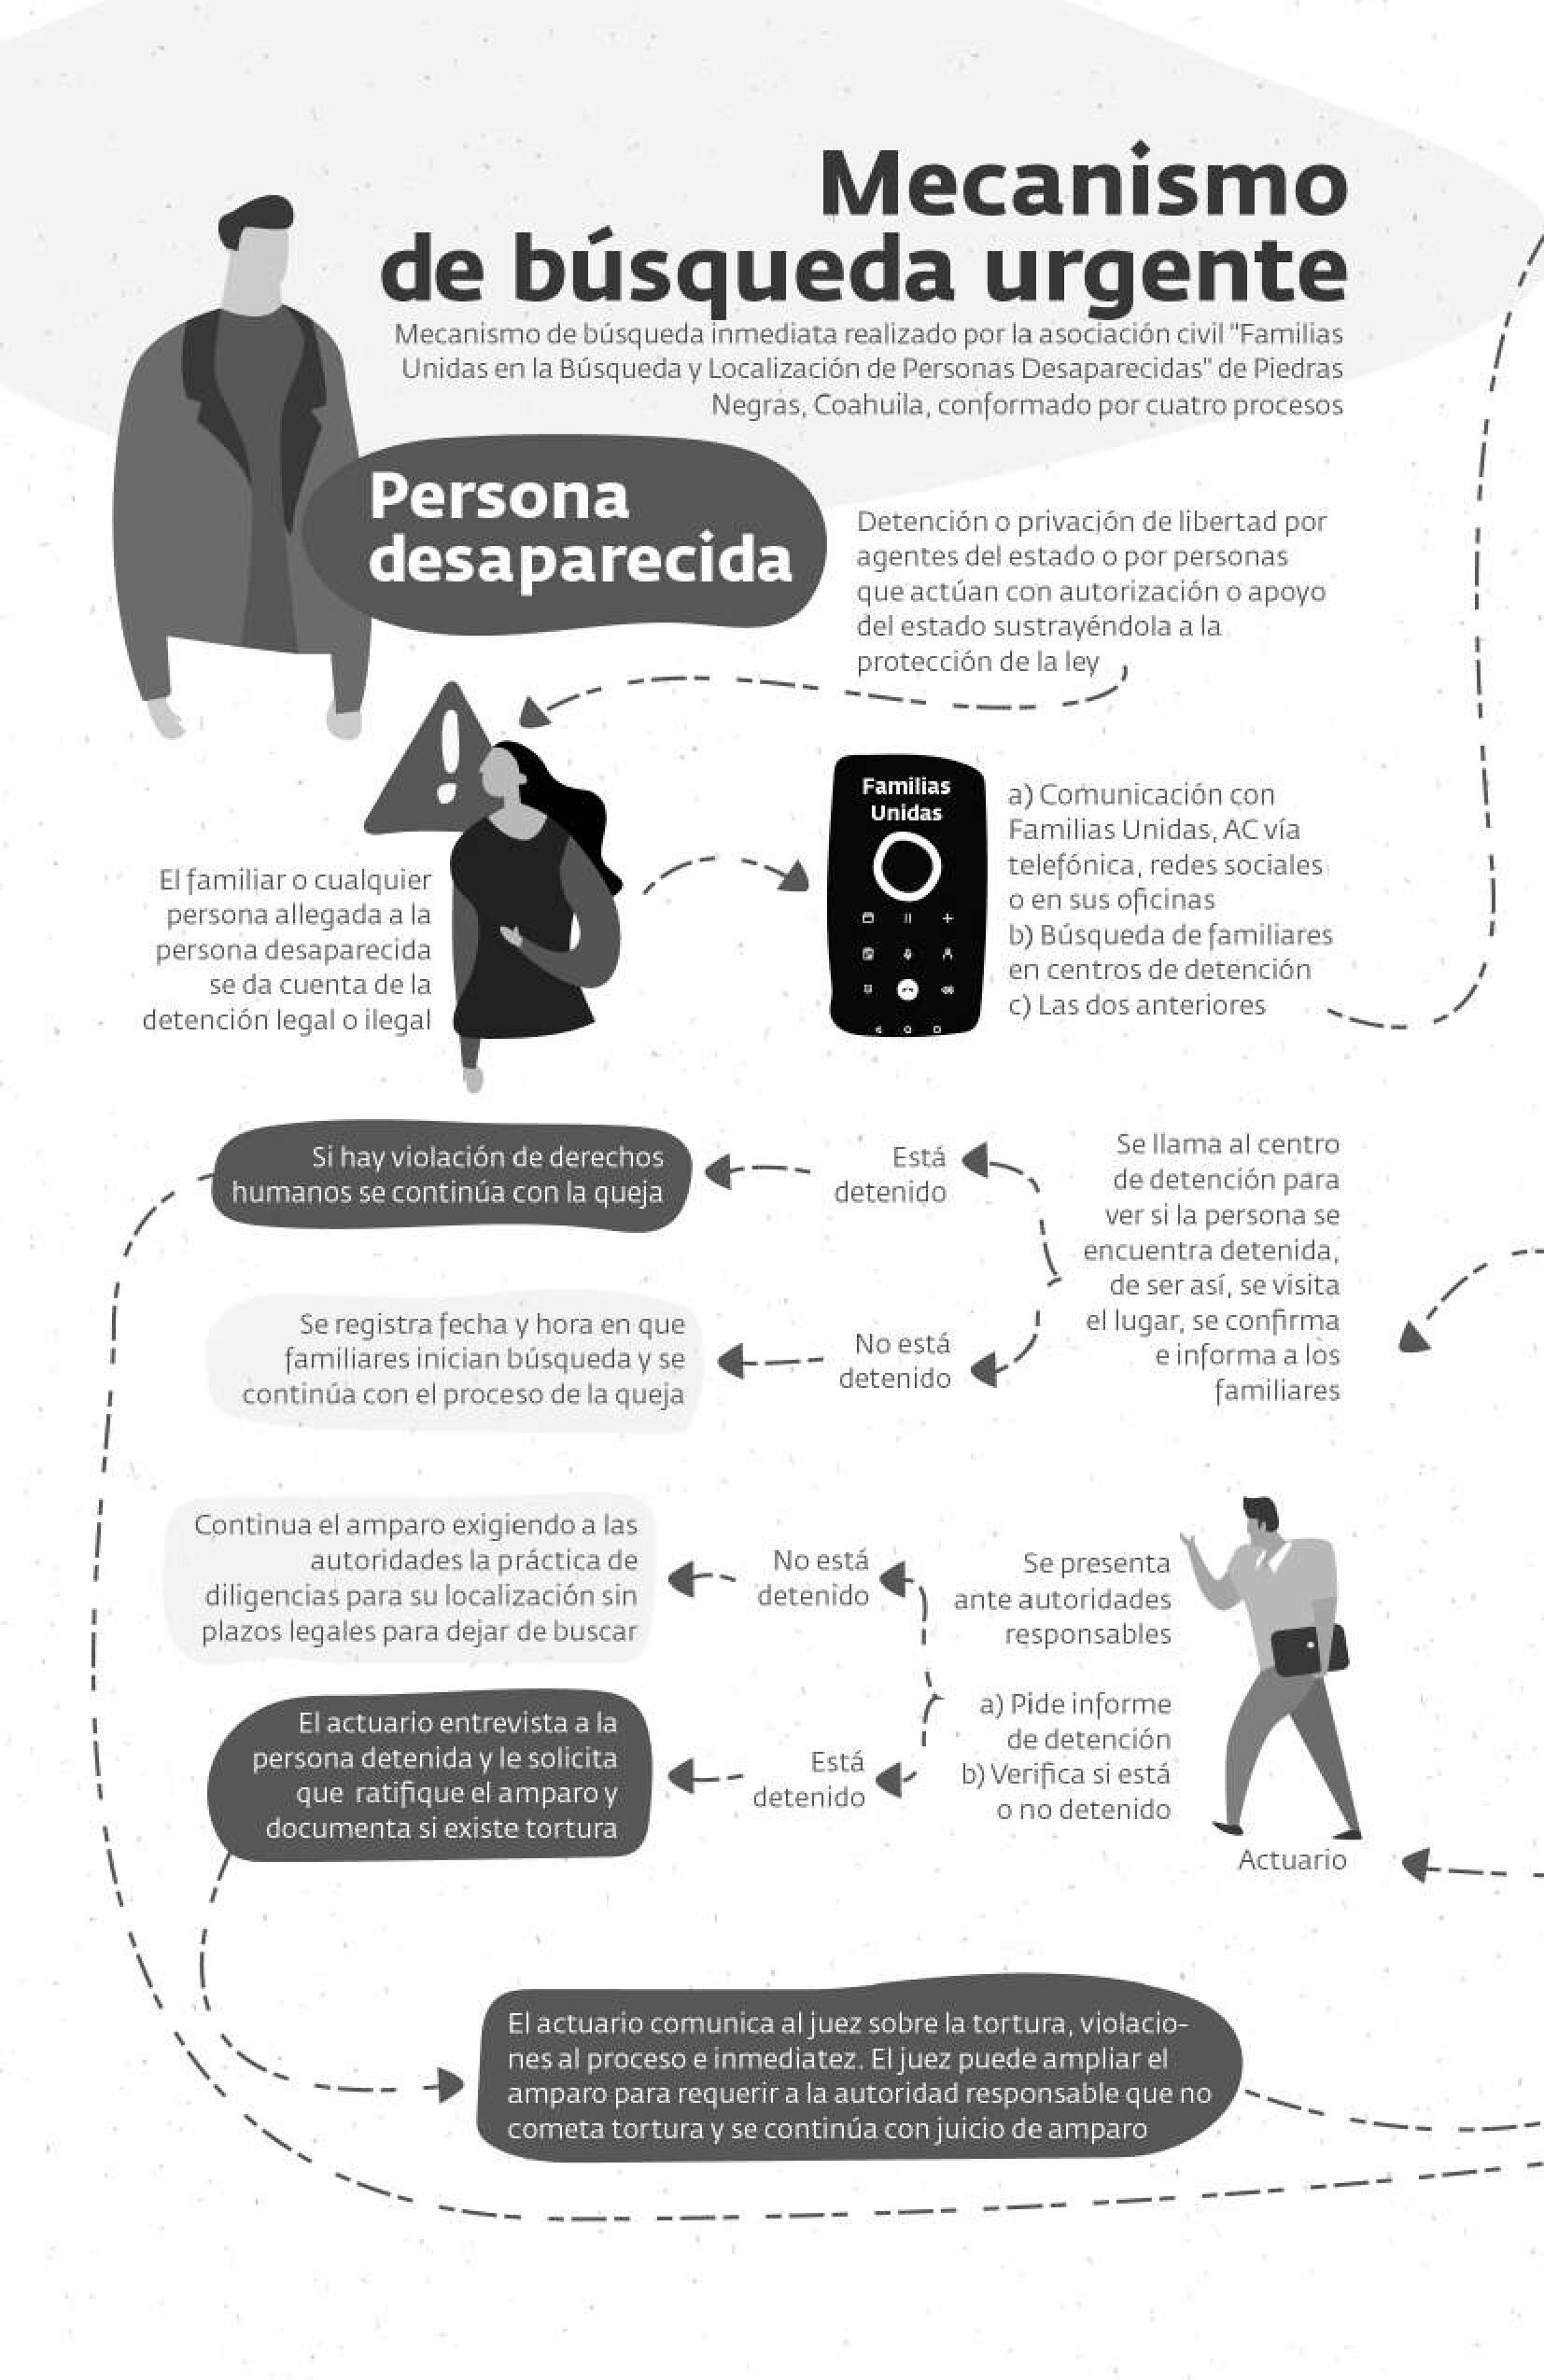 Mecanismo
de búsqueda urgente
Mecanismo de búsqueda inmediata realizado por la asociación civil "Familias
Unidas en la Búsqueda y Localización de Personas Desaparecidas" de Piedras
Negras, Coahuila, conformado por cuatro procesos
Persona
desaparecida
Detención o privación de libertad por
agentes del estado o por personas
que actúan con autorización o apoyo
del estado sustrayéndola a la
protección de la ley
El familiar o cualquier
persona allegada a la
persona desaparecida
se da cuenta de la
detención legal o ilegal
Familias
Unidas
a) Comunicación con
Familias Unidas, AC vía
telefónica, redes sociales
o en sus oficinas
b) Búsqueda de familiares
en centros de detención
c) Las dos anteriores
Se llama al centro
de detención para
ver si la persona se
encuentra detenida,
de ser así, se visita
el lugar, se confirma
e informa a los
familiares
Está
detenido
Si hay violación de derechos
humanos se continúa con la queja
No está
detenido
Se registra fecha y hora en que
familiares inician búsqueda y se
continúa con el proceso de la queja
Actuario
Se presenta
ante autoridades
responsables
a) Pide informe
de detención
b) Verifica si está
o no detenido
No está
detenido
Continua el amparo exigiendo a las
autoridades la práctica de
diligencias para su localización sin
plazos legales para dejar de buscar
Está
detenido
El actuario entrevista a la
persona detenida y le solicita
que ratifique el amparo y
documenta si existe tortura
El actuario comunica al juez sobre la tortura, violacio-
nes al proceso e inmediatez. El juez puede ampliar el
amparo para requerir a la autoridad responsable que no
cometa tortura y se continúa con juicio de amparo